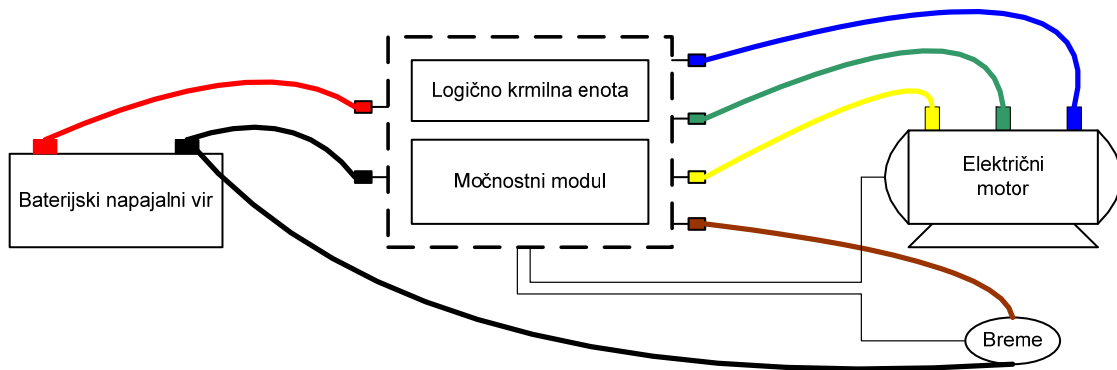 Logično krmilna enota
Močnostni modul
Baterijski napajalni vir
Električni
motor
Breme